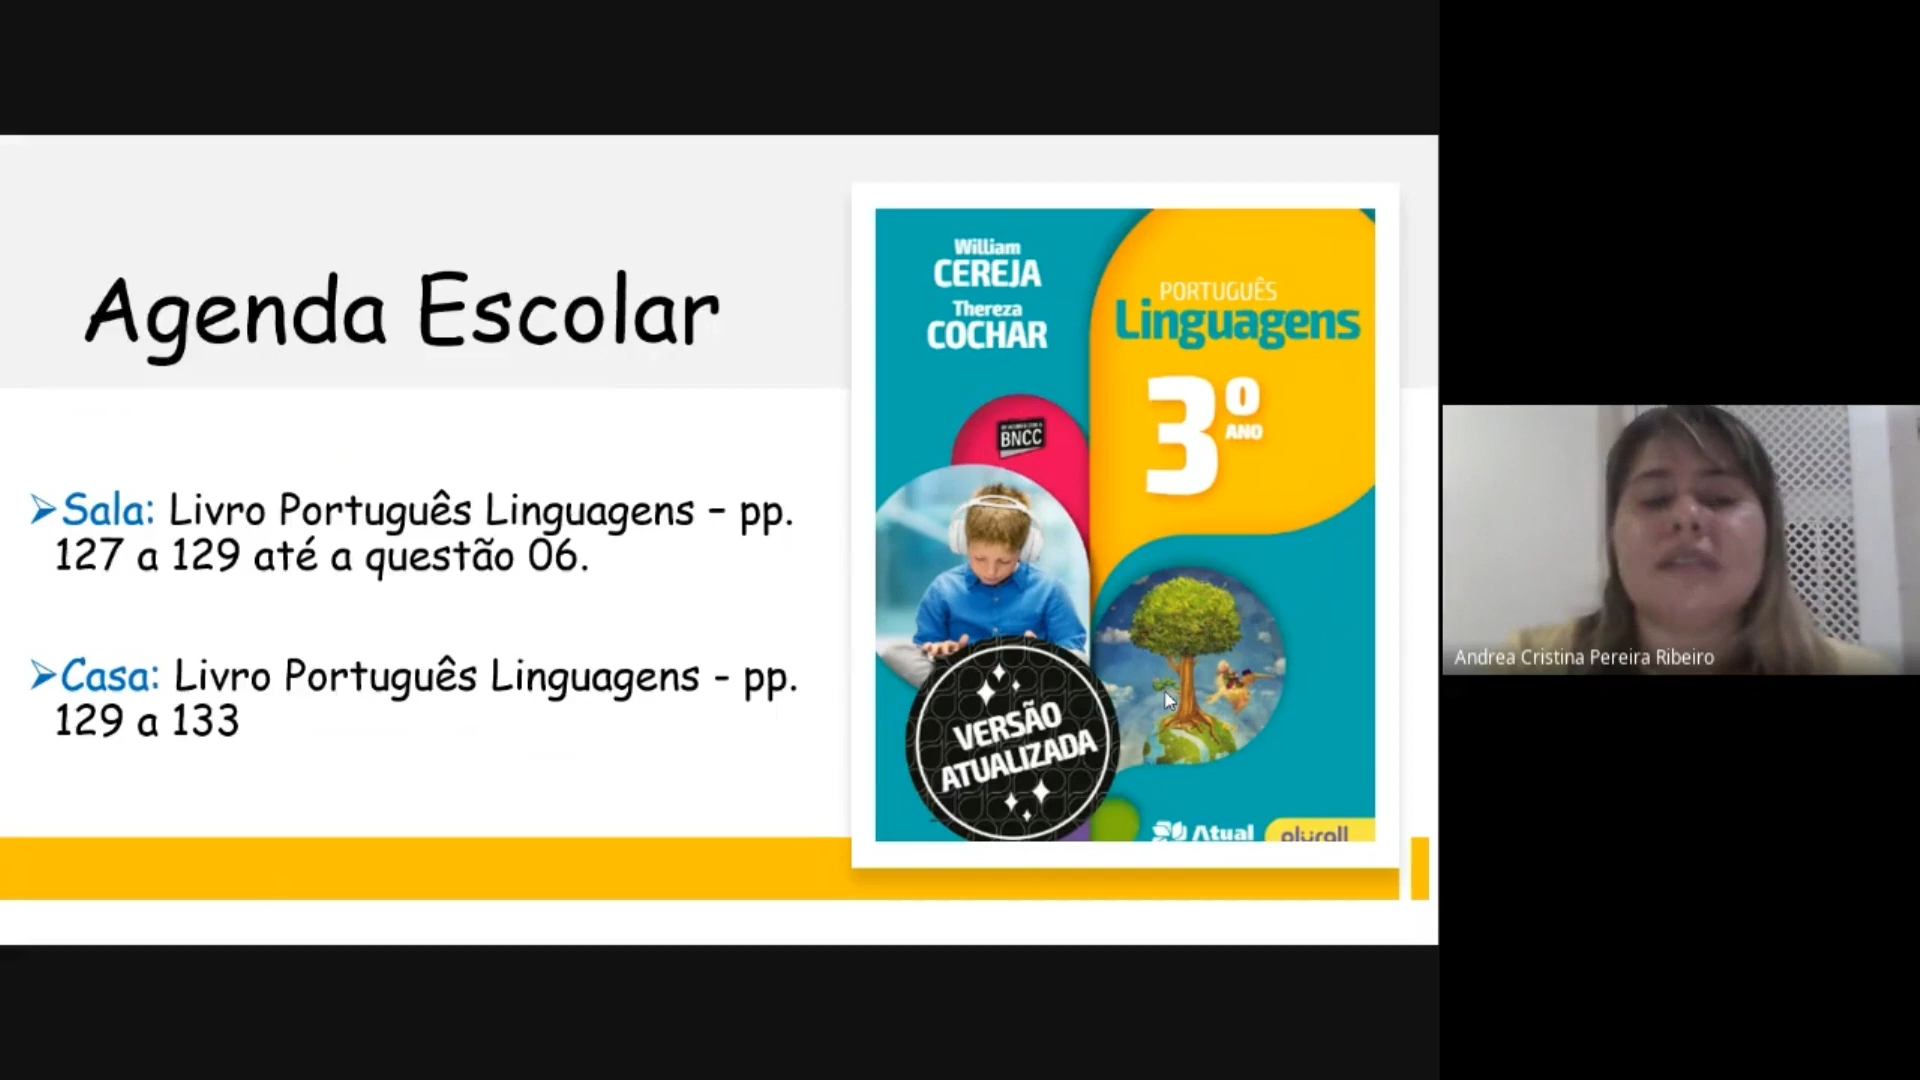 Agenda Escolar
Sala: Livro Português Linguagens – pp.
127 a 129 até a questão 06.
Casa: Livro Português Linguagens - pp.
129 a 133
William
CEREJA
Thereza
COCHAR
PORTUGUÊS
Linguagens
3º
ANO
BNCC
VERSÃO
ATUALIZADA
Atual
plurall
Andrea Cristina Pereira Ribeiro